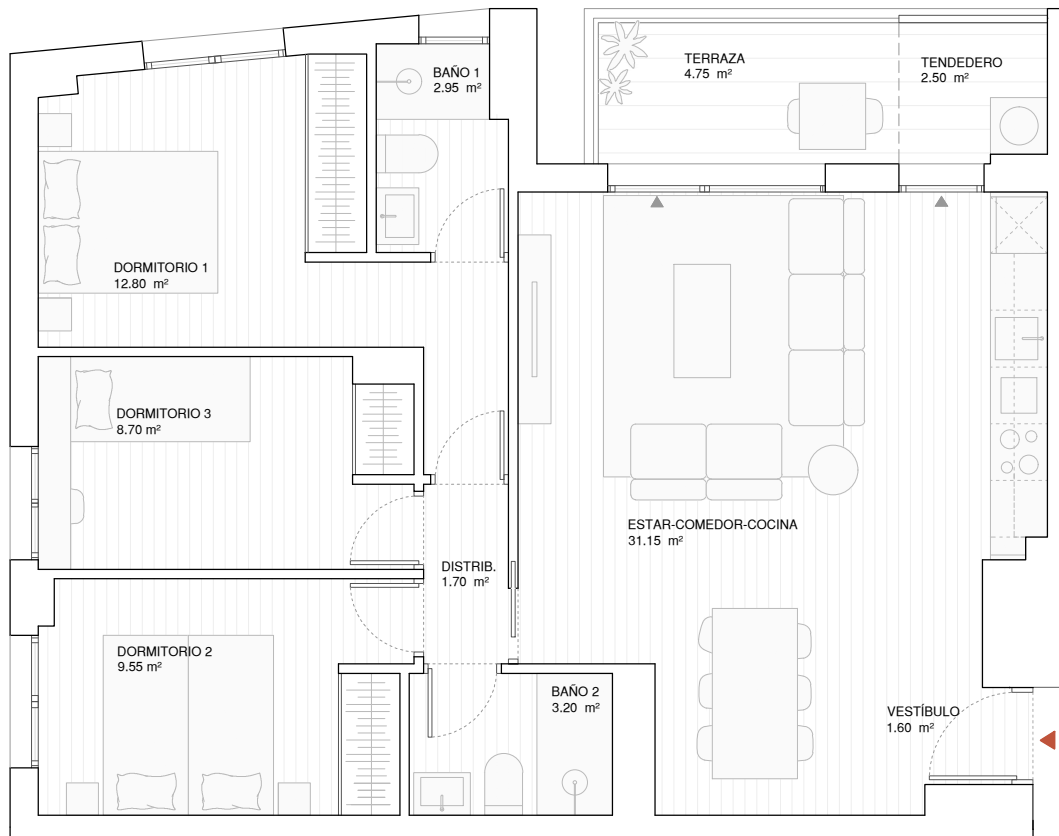 BAÑO 1
2.95 m²
TERRAZA
4.75 m²
TENDEDERO
2.50 m²
DORMITORIO 1
12.80 m²
DORMITORIO 3
8.70 m²
ESTAR-COMEDOR-COCINA
31.15 m²
DISTRIB.
1.70 m²
DORMITORIO 2
9.55 m²
BAÑO 2
3.20 m²
VESTÍBULO
1.60 m²